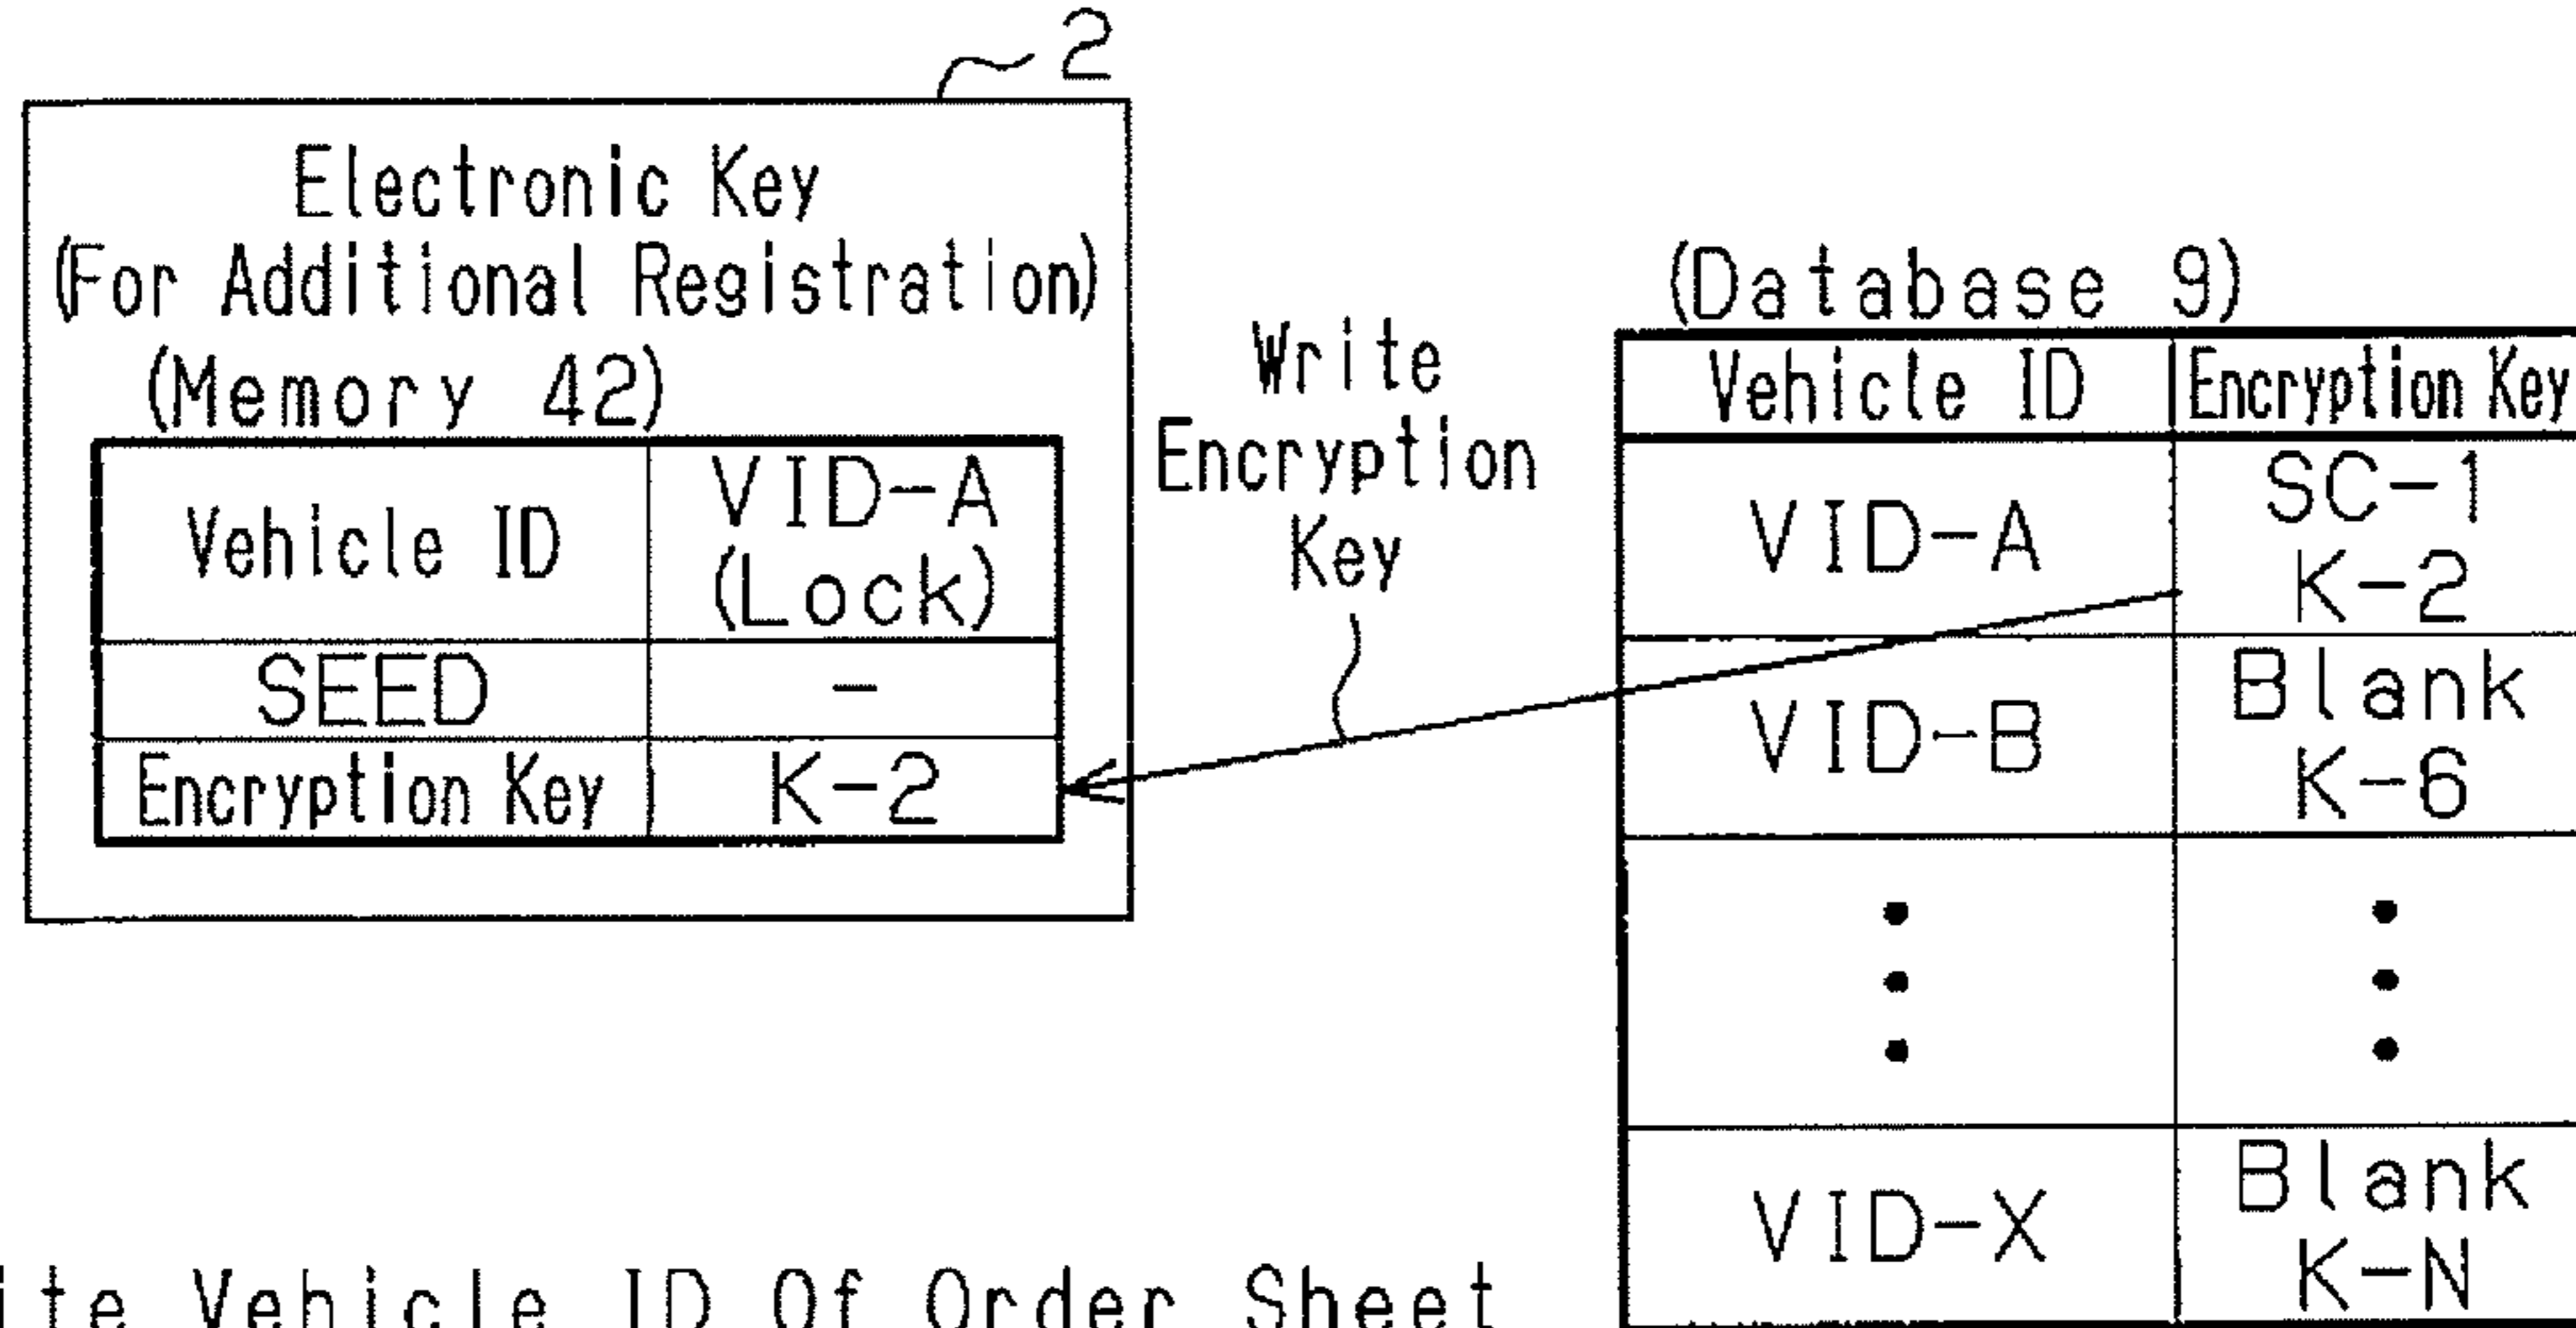 2
Electronic Key
(For Additional Registration)
(Memory 42)
Vehicle ID
VID-A
(Lock)
SEED
-
Encryption Key
K-2
Write
Encryption
Key
(Database 9)
Vehicle ID
Encryption Key
VID-A
SC-1
K-2
VID-B
Blank
K-6
VID-X
Blank
K-N
Vehicle ID Of Order Sheet